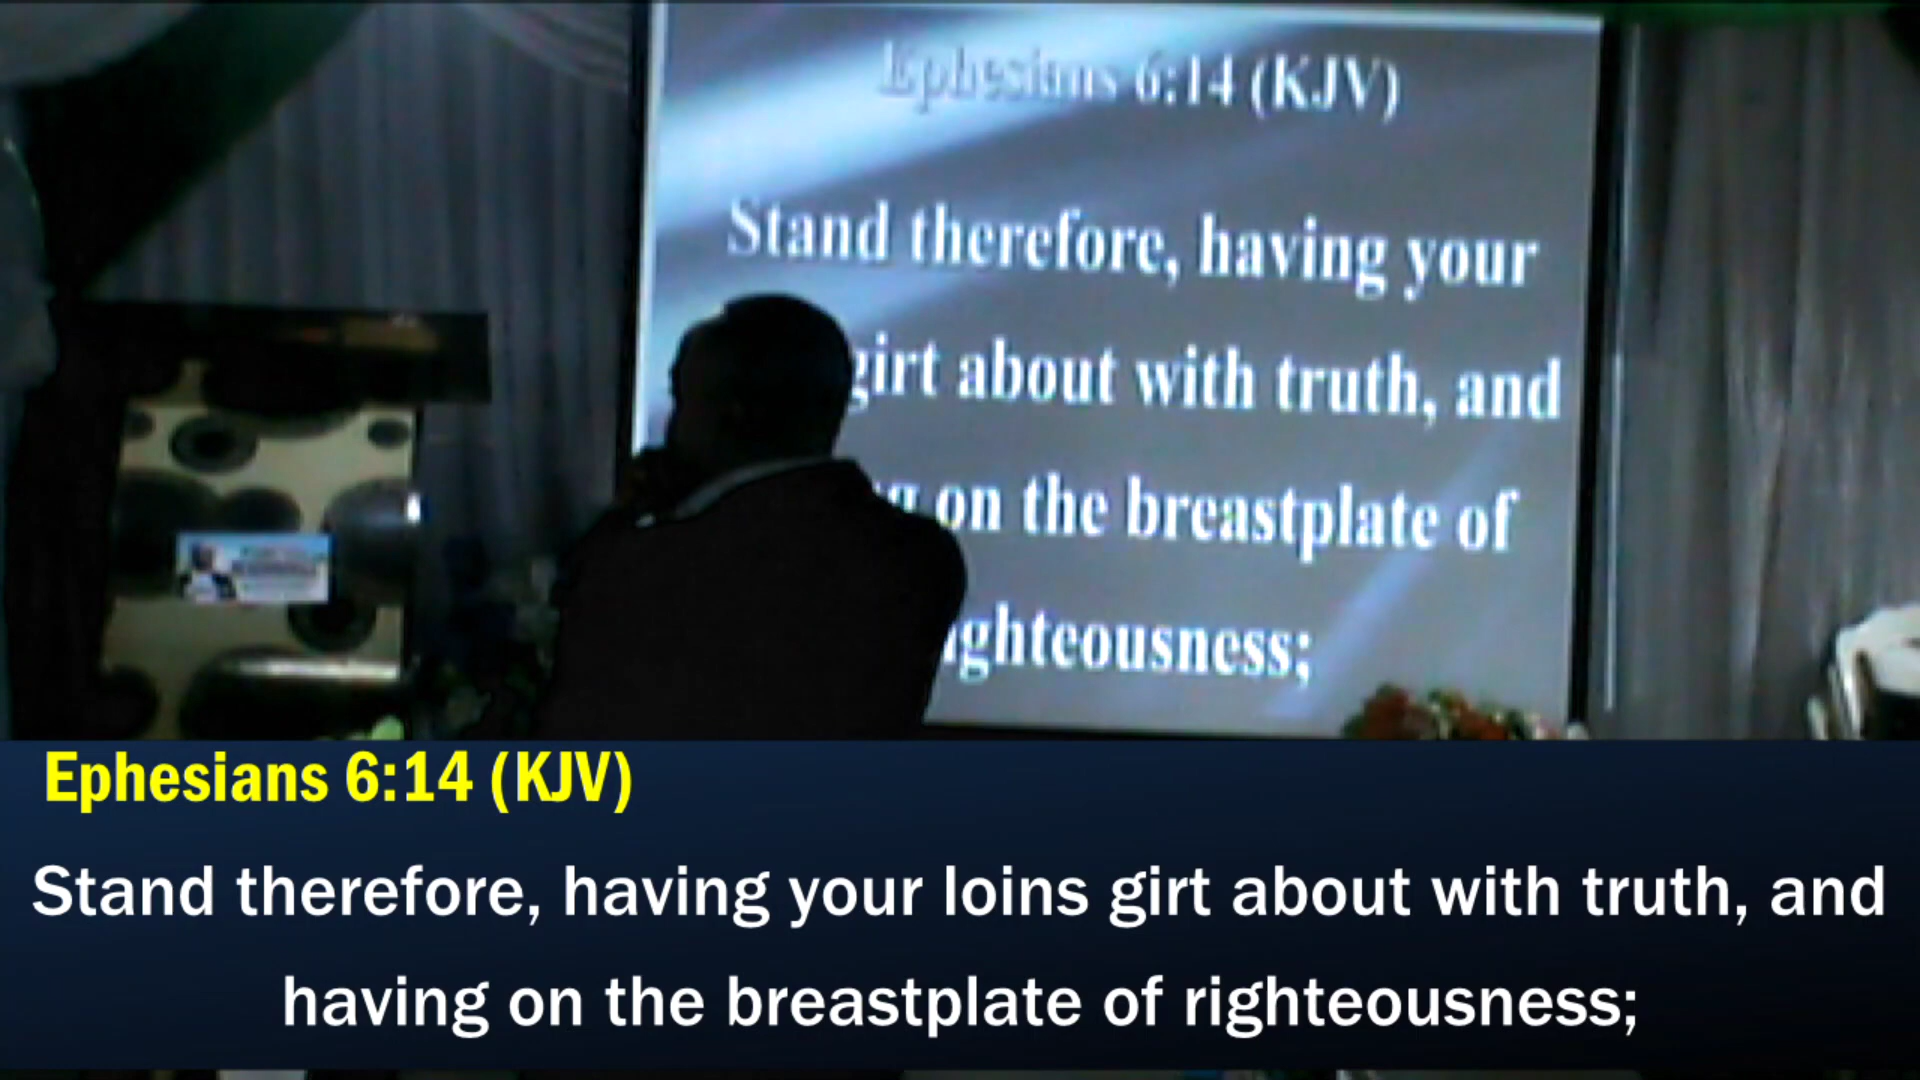 Ephesians 6:14 (KJV)
Stand therefore, having your
girt about with truth, and
on the breastplate of
ighteousness;
Ephesians 6:14 (KJV)
Stand therefore, having your loins girt about with truth, and
having on the breastplate of righteousness;